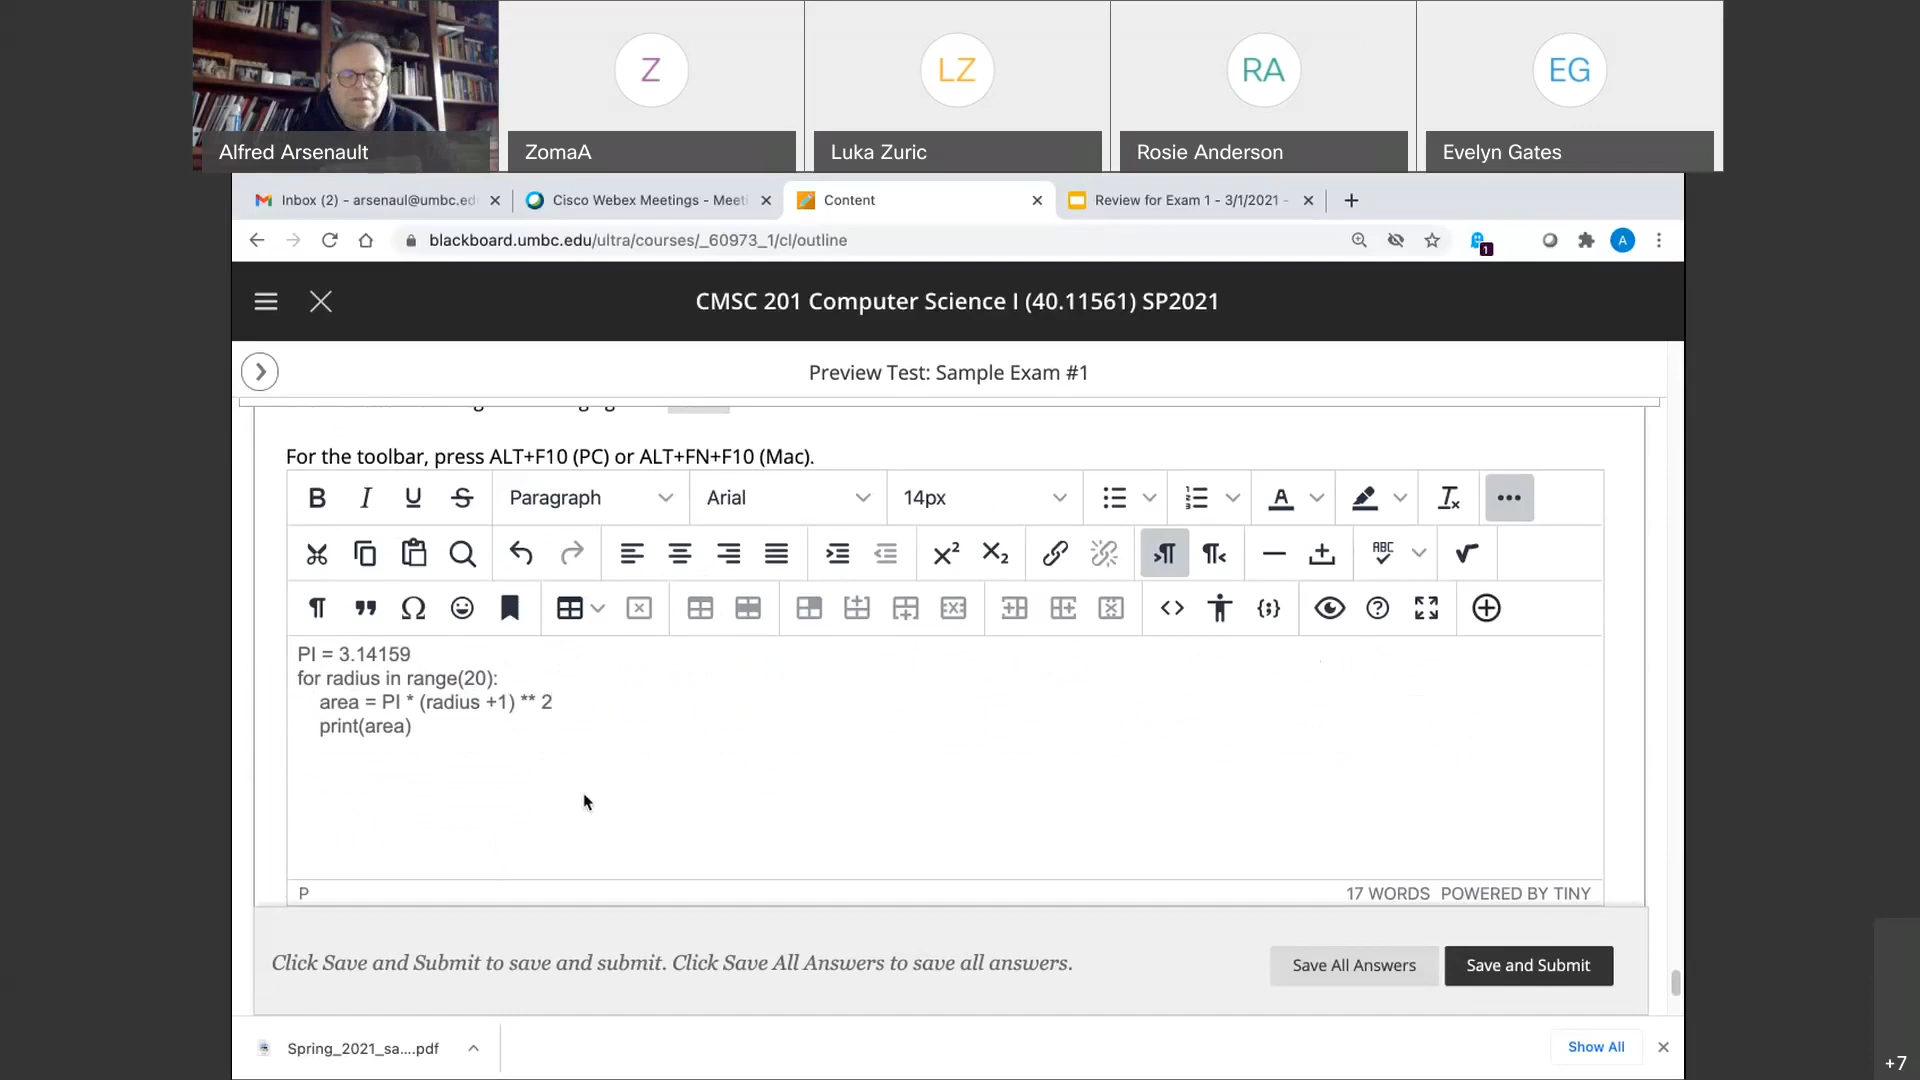 Z
LZ
RA
EG
Alfred Arsenault
ZomaA
Luka Zuric
Rosie Anderson
Evelyn Gates
Inbox (2) - arsenaul@umbc.ed
Cisco Webex Meetings - Meeti
Content
Review for Exam 1 - 3/1/2021 -
blackboard.umbc.edu/ultra/courses/_60973_1/cl/outline
1
A
CMSC 201 Computer Science I (40.11561) SP2021
Preview Test: Sample Exam #1
For the toolbar, press ALT+F10 (PC) or ALT+FN+F10 (Mac).
B I U S Paragraph Arial 14px A
ABC
PI = 3.14159
for radius in range(20):
area = PI * (radius +1) ** 2
print(area)
P
17 WORDS POWERED BY TINY
Click Save and Submit to save and submit. Click Save All Answers to save all answers.
Save All Answers
Save and Submit
Spring_2021_sa....pdf
Show All
+7